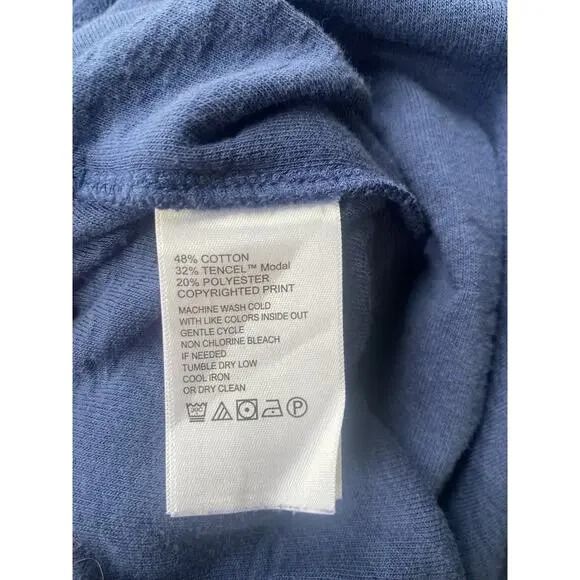 48% COTTON
32% TENCEL™ Modal
20% POLYESTER
COPYRIGHTED PRINT
MACHINE WASH COLD
WITH LIKE COLORS INSIDE OUT
GENTLE CYCLE
NON CHLORINE BLEACH
IF NEEDED
TUMBLE DRY LOW
COOL IRON
OR DRY CLEAN
30C P